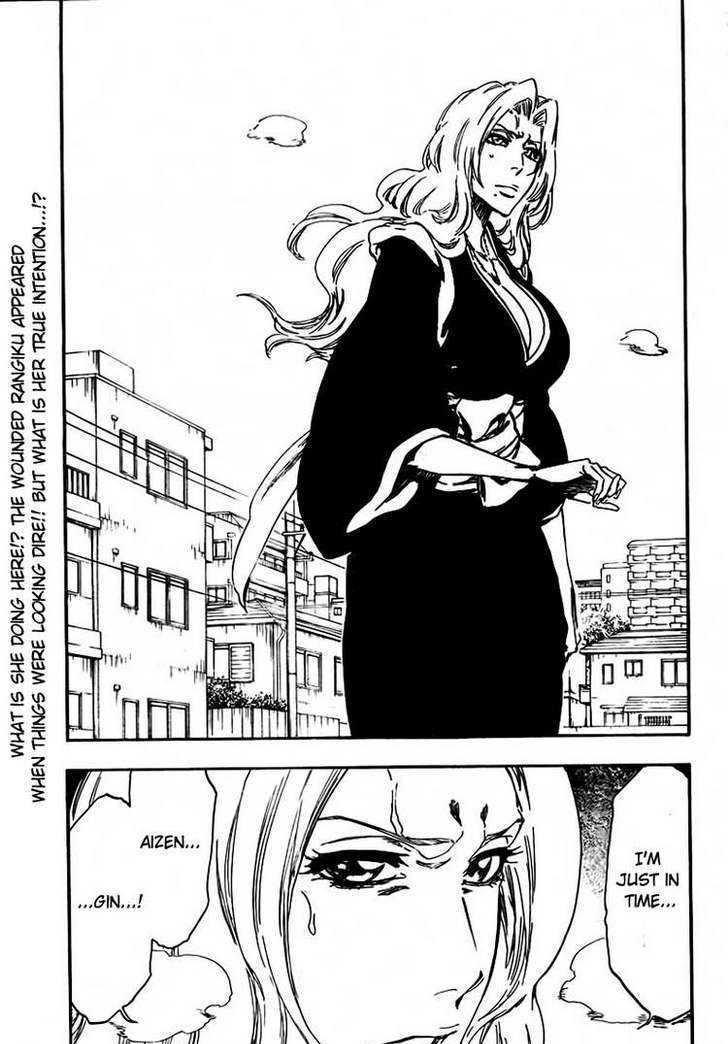 WHAT IS SHE DOING HERE!? THE WOUNDED RANGIKU APPEARED
WHEN THINGS WERE LOOKING DIRE!! BUT WHAT IS HER TRUE INTENTION...!?
I'M
JUST IN
TIME...
AIZEN...
...GIN...!